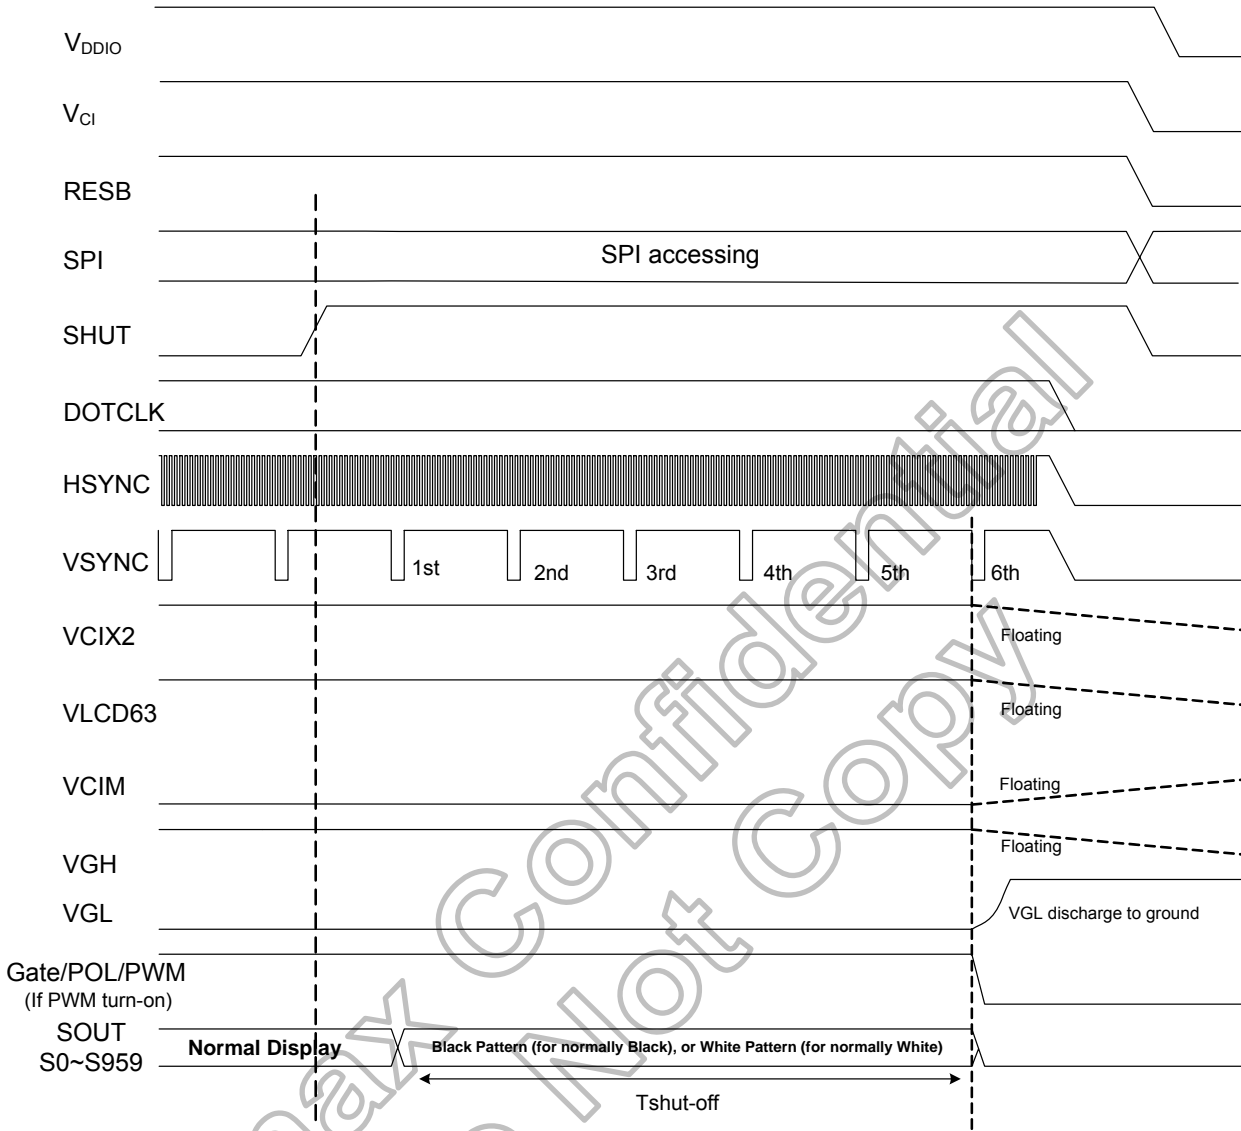 VDDIO
VCI
RESB
SPI
SPI accessing
SHUT
DOTCLK
HSYNC
VSYNC
1st
2nd
3rd
4th
5th
6th
VCIX2
Floating
VLCD63
Floating
VCIM
Floating
VGH
Floating
VGL
VGL discharge to ground
Gate/POL/PWM
(If PWM turn-on)
SOUT
S0~S959
Normal Display
Black Pattern (for normally Black), or White Pattern (for normally White)
Tshut-off
ax Confidential
Not Copy